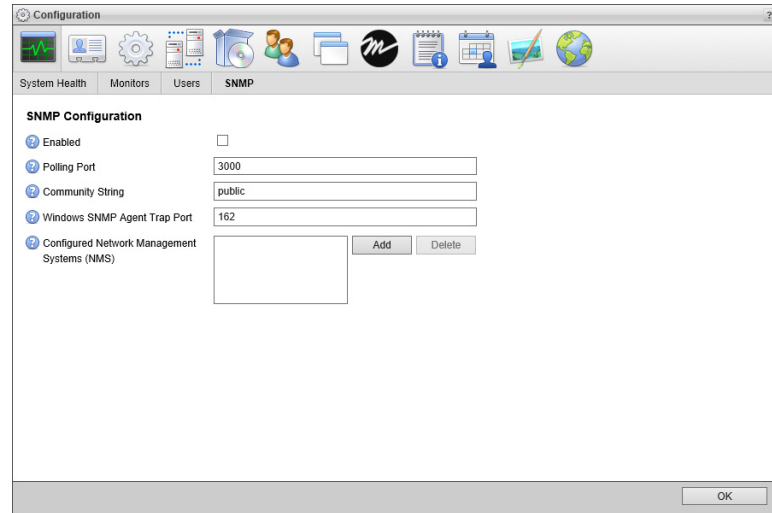 Configuration
?
System Health Monitors Users SNMP
SNMP Configuration
Enabled
Polling Port 3000
Community String public
Windows SNMP Agent Trap Port 162
Configured Network Management Add Delete
Systems (NMS)
OK